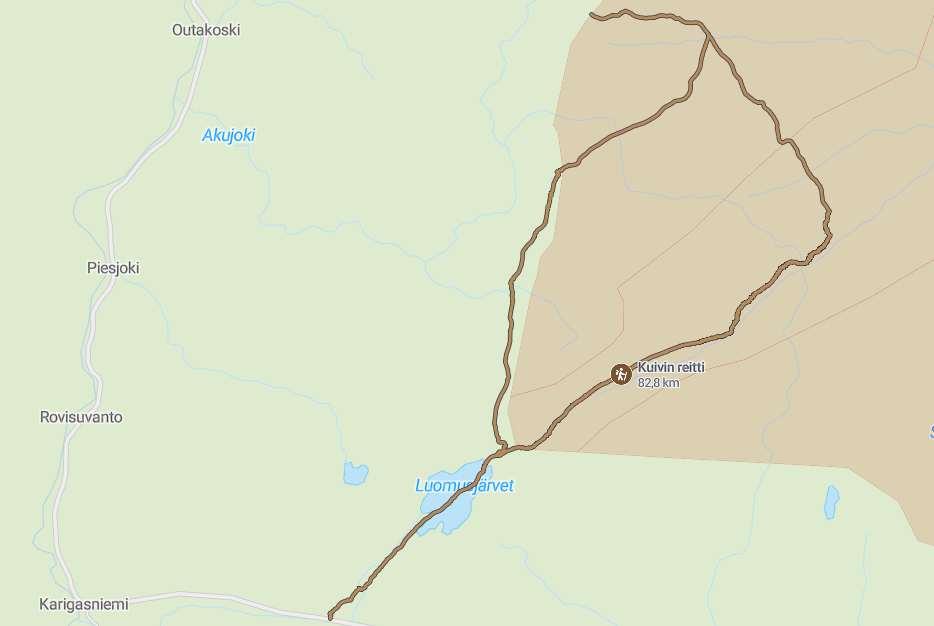 Outakoski
Akujoki
Piesjoki
Kuivin reitti
82,8 km
Rovisuvanto
S
Luomusjärvet
Karigasniemi